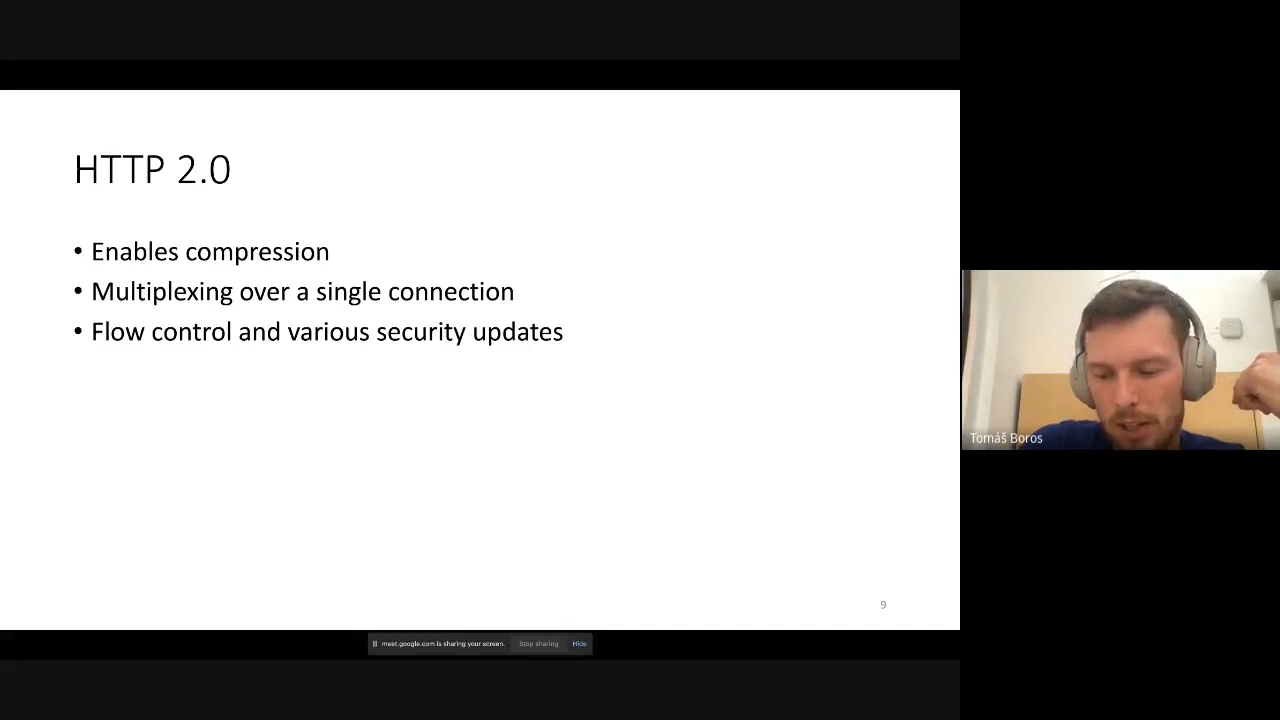 HTTP 2.0
• Enables compression
• Multiplexing over a single connection
• Flow control and various security updates
Tomáš Boros
9
meet.google.com is sharing your screen. Stop sharing Hide